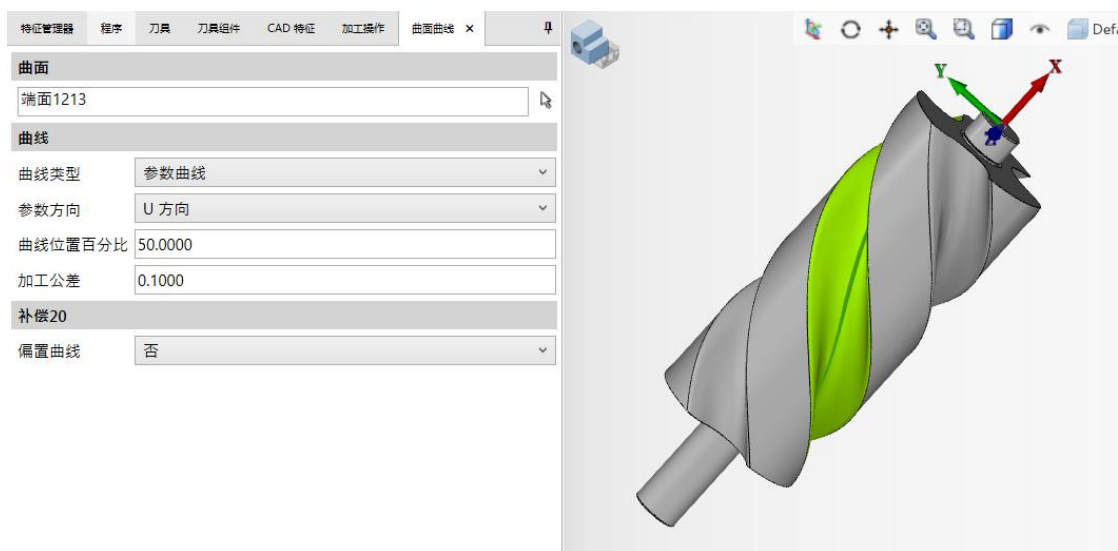 特征管理器 程序 刀具 刀具组件 CAD 特征 加工操作 曲面曲线 ×
Defa
曲面
端面1213
曲线
曲线类型 参数曲线
参数方向 U 方向
曲线位置百分比 50.0000
加工公差 0.1000
补偿20
偏置曲线 否
Y
X